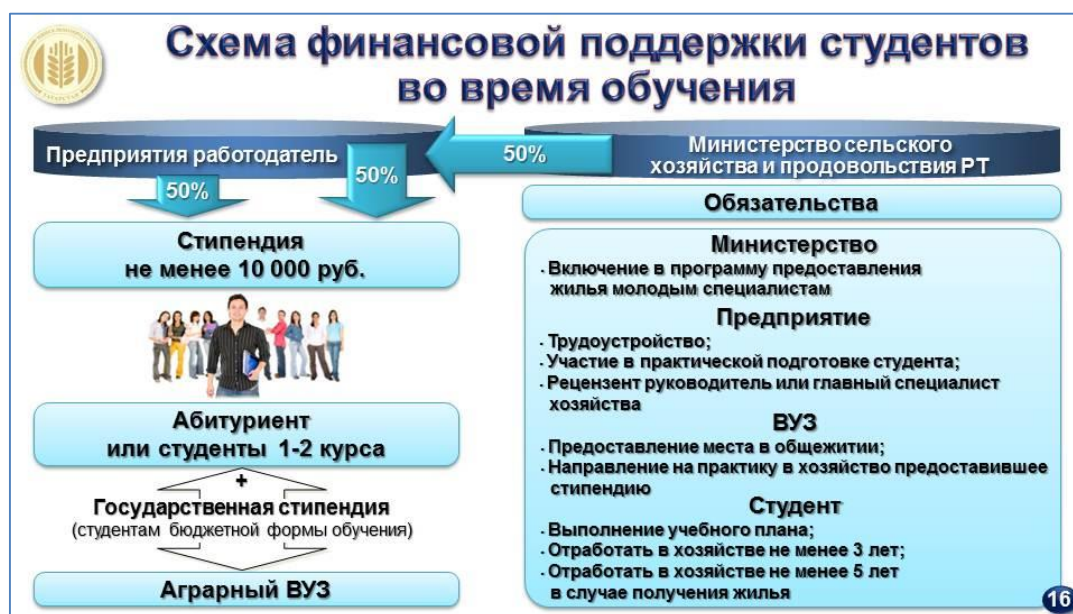 Схема финансовой поддержки студентов
во время обучения
Предприятия работодатель
50%
50%
50%
Министерство сельского
хозяйства и продовольствия РТ
Стипендия
не менее 10 000 руб.
Абитуриент
или студенты 1-2 курса
+
Государственная стипендия
(студентам бюджетной формы обучения)
Аграрный ВУЗ
Обязательства
Министерство
- Включение в программу предоставления
жилья молодым специалистам
Предприятие
- Трудоустройство;
- Участие в практической подготовке студента;
- Рецензент руководитель или главный специалист
хозяйства
ВУЗ
- Предоставление места в общежитии;
- Направление на практику в хозяйство предоставившее
стипендию
Студент
- Выполнение учебного плана;
- Отработать в хозяйстве не менее 3 лет;
- Отработать в хозяйстве не менее 5 лет
в случае получения жилья
16